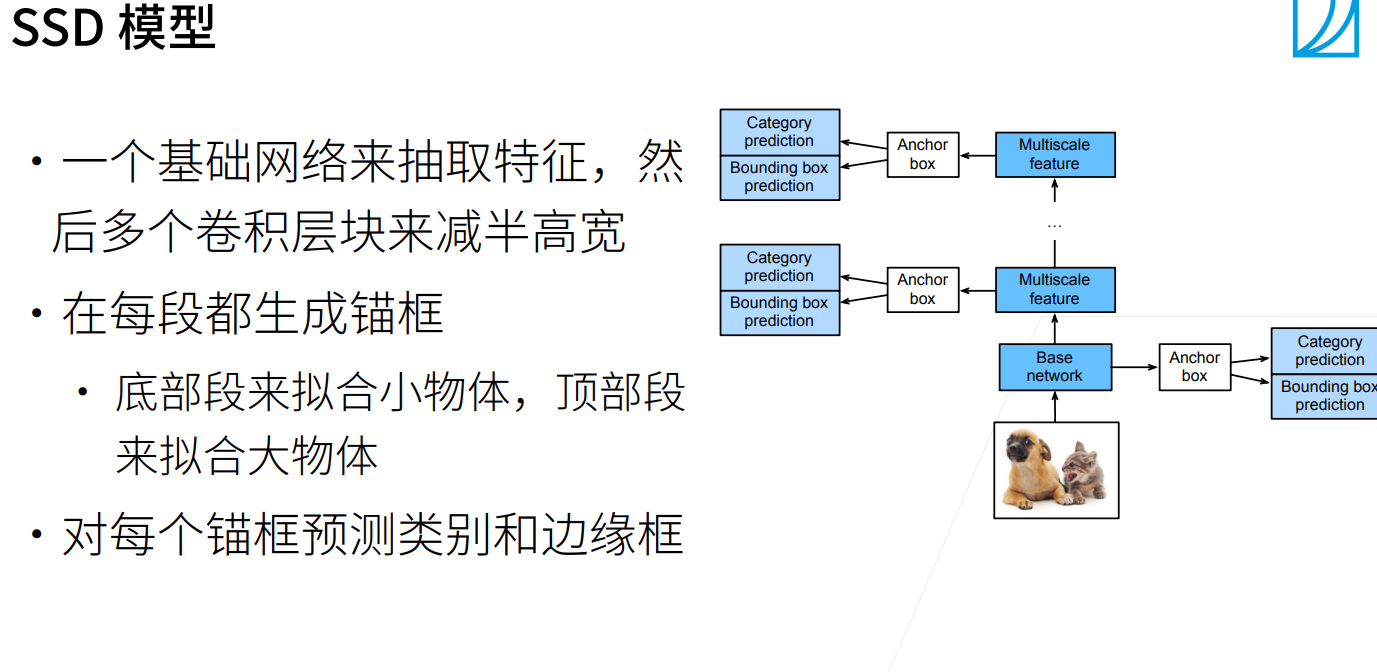 SSD 模型
• 一个基础网络来抽取特征，然
后多个卷积层块来减半高宽
• 在每段都生成锚框
• 底部段来拟合小物体，顶部段
来拟合大物体
• 对每个锚框预测类别和边缘框
Category
prediction
Bounding box
prediction
Anchor
box
Multiscale
feature
...
Category
prediction
Bounding box
prediction
Anchor
box
Multiscale
feature
Base
network
Anchor
box
Category
prediction
Bounding box
prediction